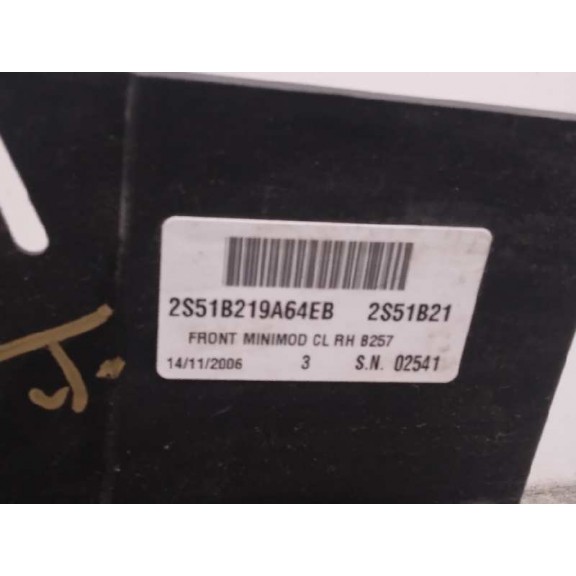 2S51B219A64EB 2S51B21
FRONT MINIMOD CL RH B257
14/11/2006 3 S.N. 02541